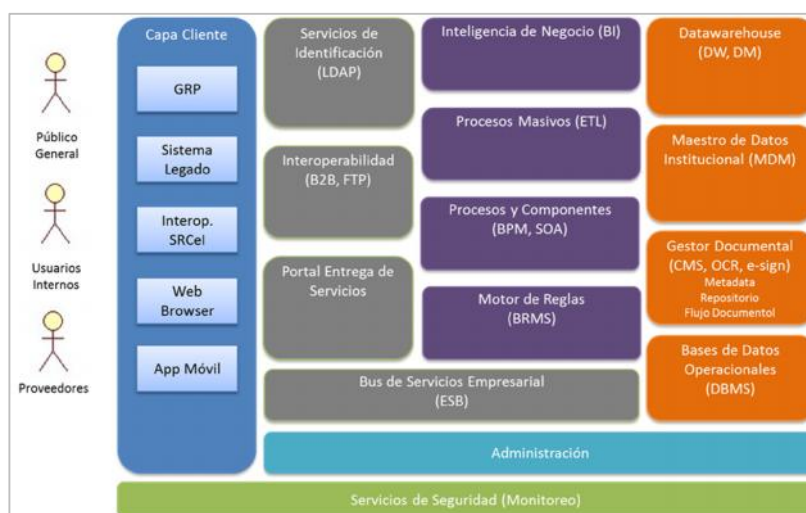 Público
General
Usuarios
Internos
Proveedores
Capa Cliente
GRP
Sistema
Legado
Interop.
SRCeI
Web
Browser
App Móvil
Servicios de
Identificación
(LDAP)
Interoperabilidad
(B2B, FTP)
Portal Entrega de
Servicios
Inteligencia de Negocio (BI)
Procesos Masivos (ETL)
Procesos y Componentes
(BPM, SOA)
Motor de Reglas
(BRMS)
Bus de Servicios Empresarial
(ESB)
Datawarehouse
(DW, DM)
Maestro de Datos
Institucional (MDM)
Gestor Documental
(CMS, OCR, e-sign)
Metadata
Repositorio
Flujo Documentol
Bases de Datos
Operacionales
(DBMS)
Administración
Servicios de Seguridad (Monitoreo)